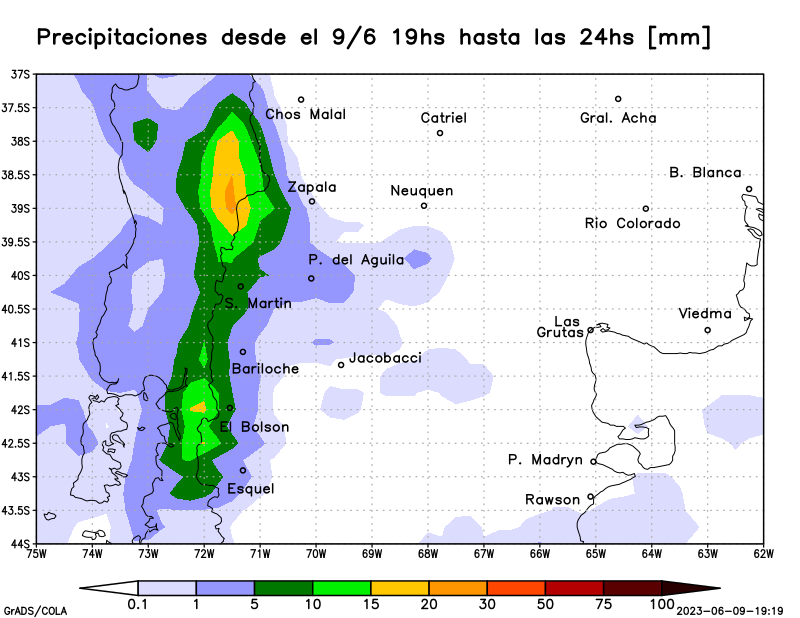 Precipitaciones desde el 9/6 19hs hasta las 24hs [mm]
37S
37.5S
38S
38.5S
39S
39.5S
40S
40.5S
41S
41.5S
42S
42.5S
43S
43.5S
44S
Chos Malal
Catriel
Gral. Acha
B. Blanca
Zapala
Neuquen
Rio Colorado
P. del Aguila
S. Martin
Las
Grutas
Viedma
Jacobacci
Bariloche
El Bolson
P. Madryn
Esquel
Rawson
75W 74W 73W 72W 71W 70W 69W 68W 67W 66W 65W 64W 63W 62W
0.1 1 5 10 15 20 30 50 75 100
GrADS/COLA
2023-06-09-19:19